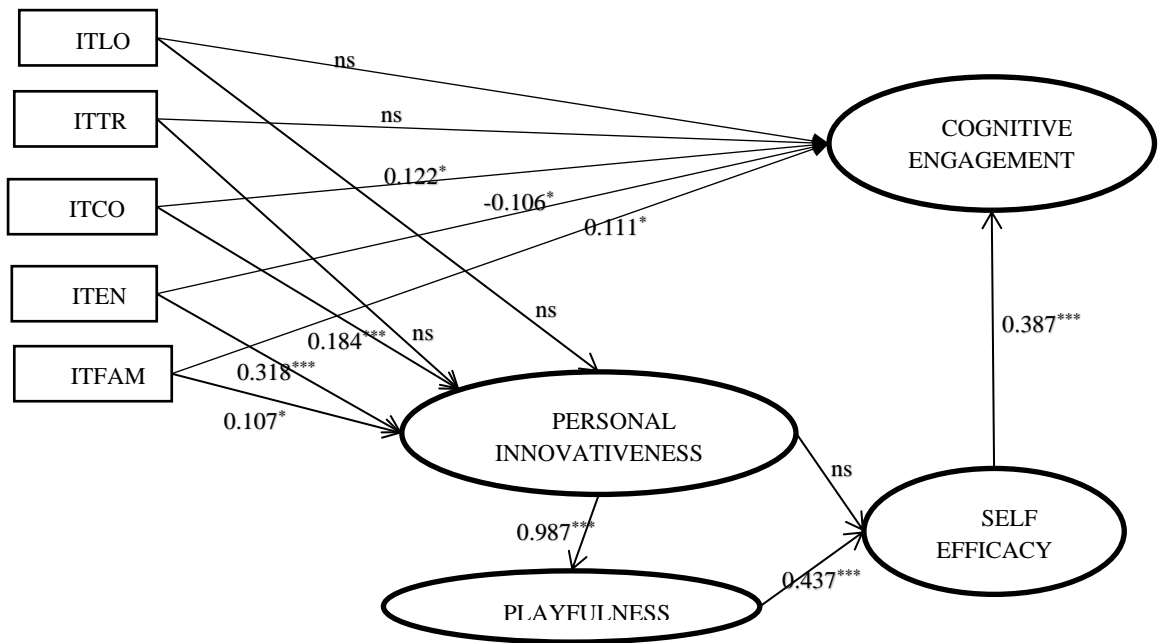 ITLO
ns
ITTR
ns
COGNITIVE
ENGAGEMENT
ITCO
0.122*
-0.106*
0.111*
ITEN
ns
ns
0.184***
0.387***
ITFAM
0.318***
0.107*
PERSONAL
INNOVATIVENESS
ns
SELF
EFFICACY
0.987***
0.437***
PLAYFULNESS